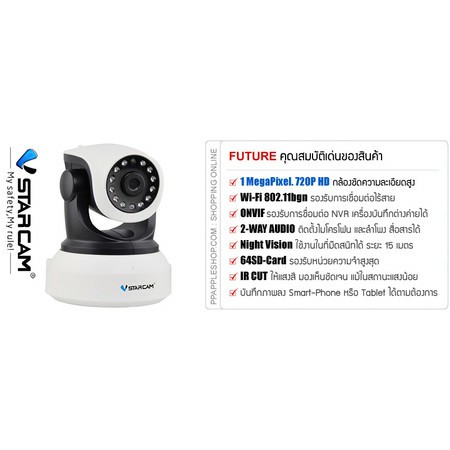 VSTARCAM
My safety,My rule!
VSTARCAM
PPAPPLESHOP.COM : SHOPPING ONLINE
FUTURE คุณสมบัติเด่นของสินค้า
1 MegaPixel. 720P HD กล้องชัดความละเอียดสูง
Wi-Fi 802.11bgn รองรับการเชื่อมต่อไร้สาย
ONVIF รองรับการเชื่อมต่อ NVR เครื่องบันทึกต่างค่ายได้
2-WAY AUDIO ติดตั้งไมโครโฟน และลำโพง สื่อสารได้
Night Vision ใช้งานในที่มืดสนิทได้ ระยะ 15 เมตร
64SD-Card รองรับหน่วยความจำสูงสุด
IR CUT ให้แสงสี มองเห็นชัดเจน แม้ในสถานะแสงน้อย
บันทึกภาพลง Smart-Phone หรือ Tablet ได้ตามต้องการ